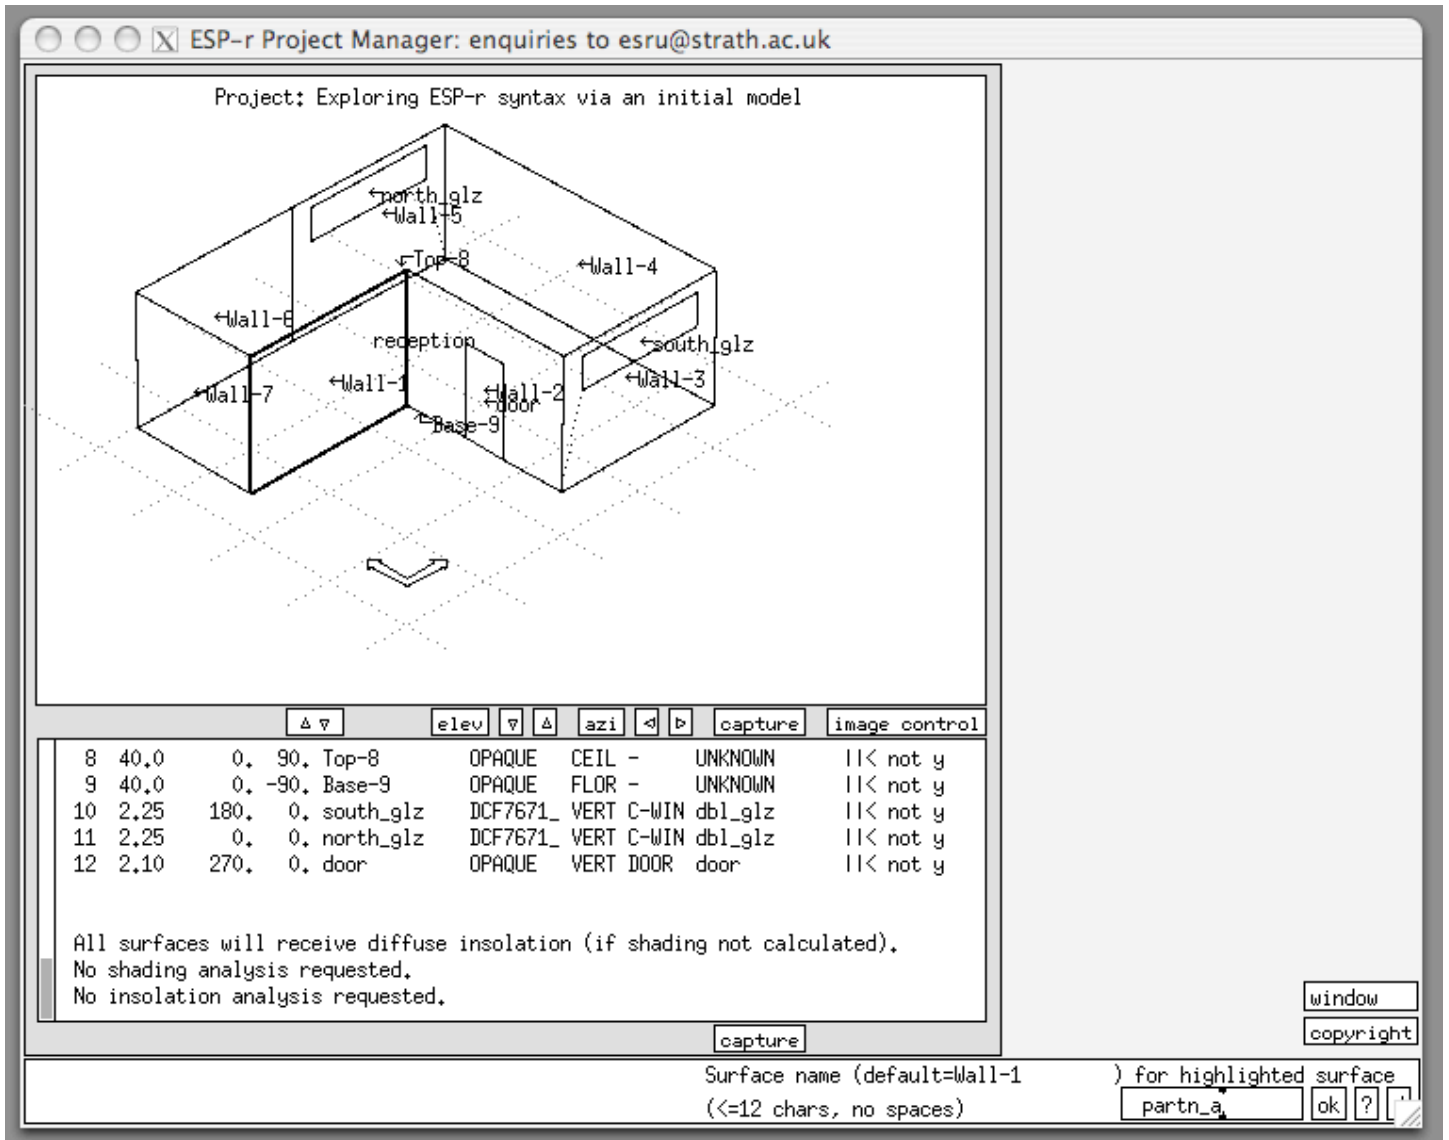 X ESP-r Project Manager: enquiries to esru@strath.ac.uk
Project: Exploring ESP-r syntax via an initial model
north_glz
Wall-5
Top-8
Wall-4
Wall-6
reception
south_glz
Wall-7
Wall-1
Wall-2
Wall-3
door
Base-9
elev
azi
capture
image control
8 40.0 0. 90. Top-8 OPAQUE CEIL - UNKNOWN ||< not y
9 40.0 0. -90. Base-9 OPAQUE FLOR - UNKNOWN ||< not y
10 2.25 180. 0. south_glz DCF7671_ VERT C-WIN dbl_glz ||< not y
11 2.25 0. 0. north_glz DCF7671_ VERT C-WIN dbl_glz ||< not y
12 2.10 270. 0. door OPAQUE VERT DOOR door ||< not y
All surfaces will receive diffuse insolation (if shading not calculated).
No shading analysis requested.
No insolation analysis requested.
window
copyright
capture
Surface name (default=Wall-1 ) for highlighted surface
(<=12 chars, no spaces) partn_a ok ?